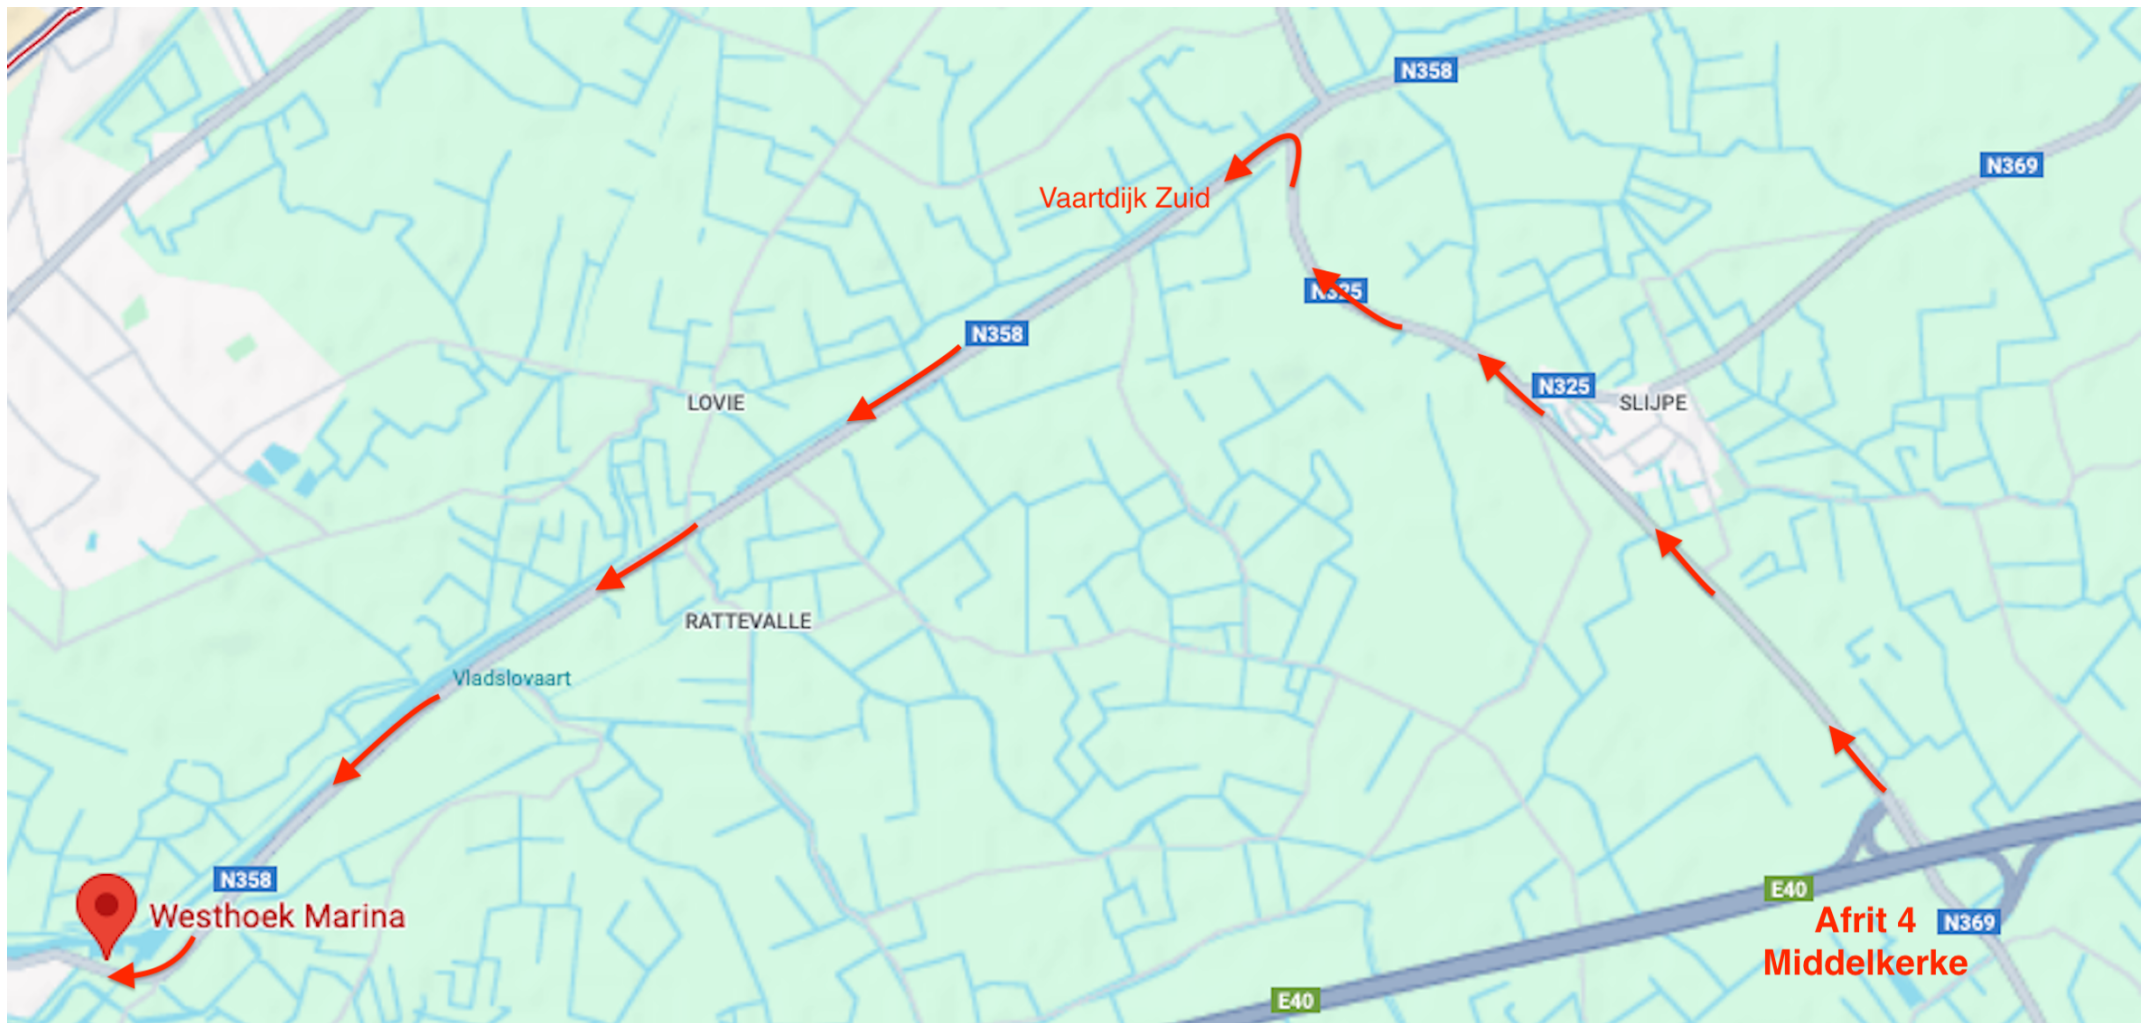 N358
N369
Vaartdijk Zuid
N325
N358
N325
LOVIE
SLIJPE
RATTEVALLE
Vladslovaart
N358
E40
Westhoek Marina
Afrit 4
N369
Middelkerke
E40